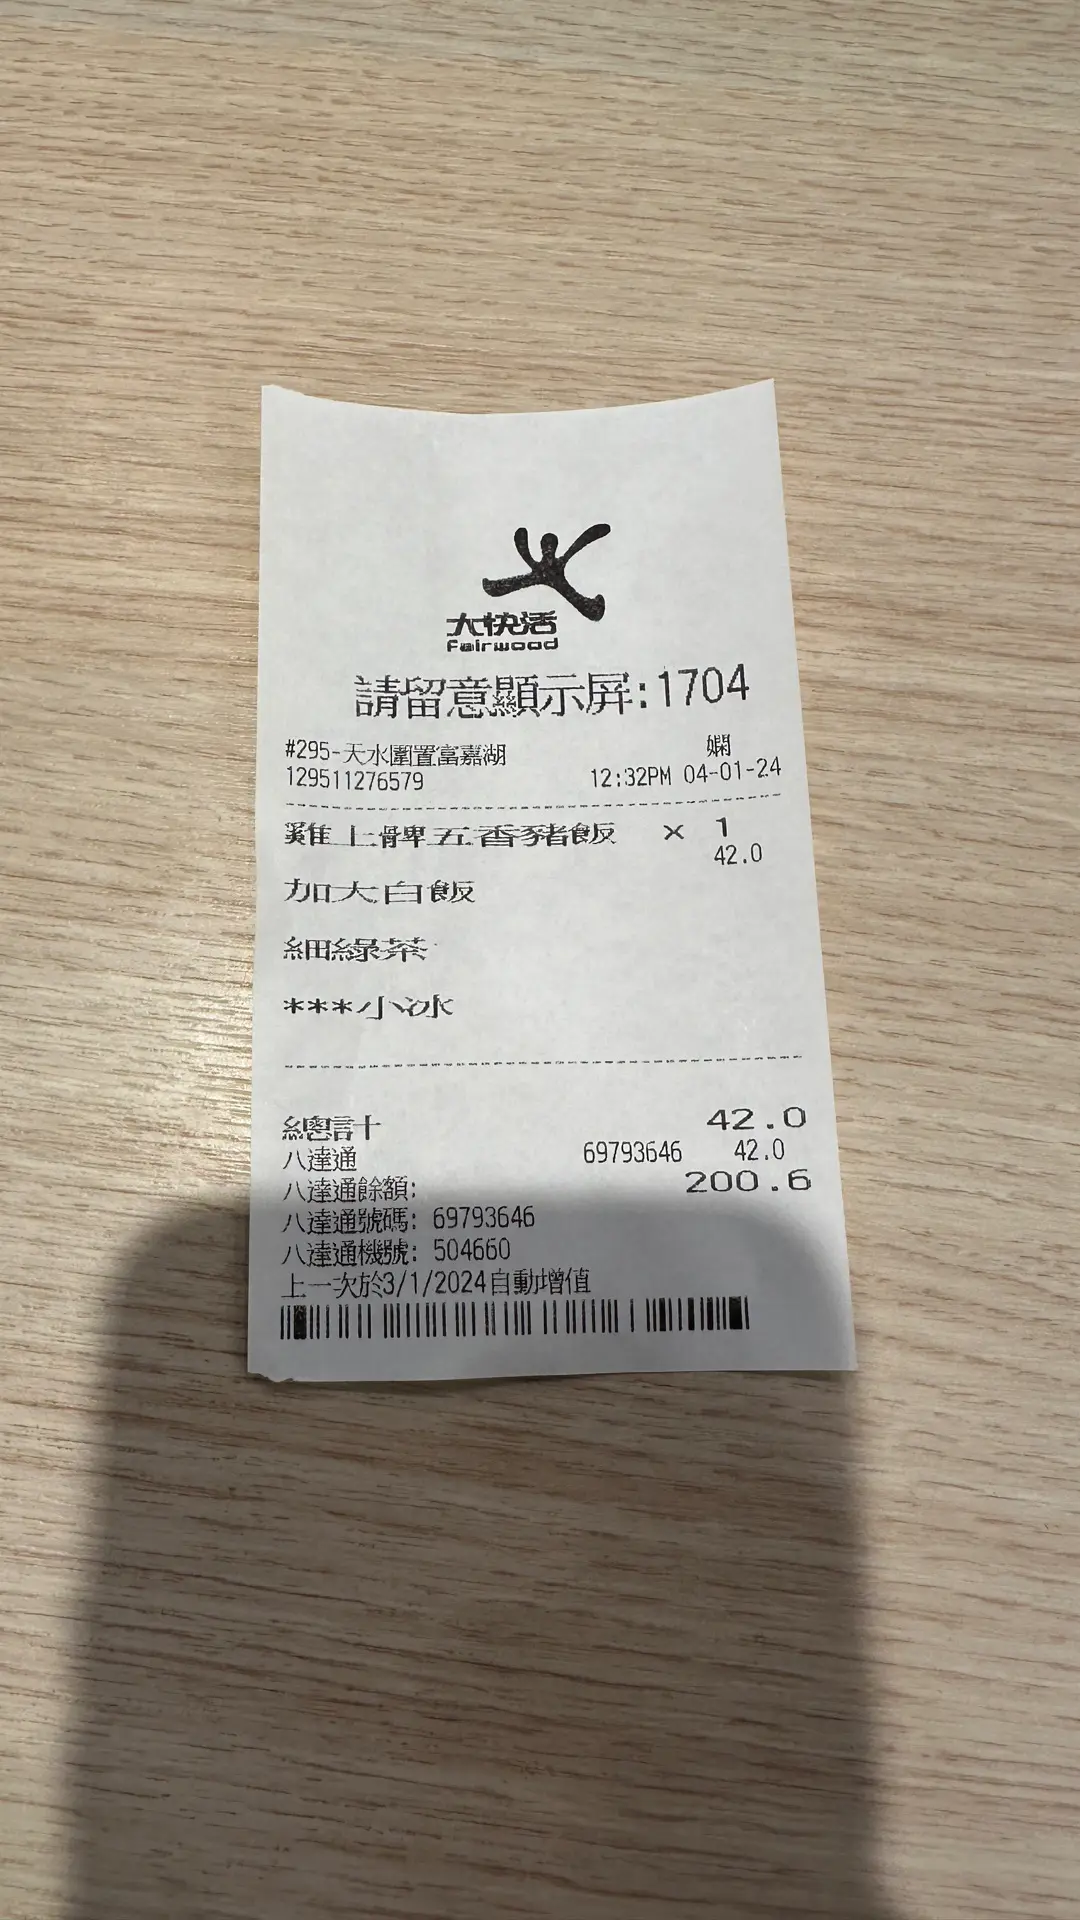 大快活
Fairwood
請留意顯示屏:1704
#295-天水圍置富嘉湖 嫻
129511276579 12:32PM 04-01-24
雞上髀五香豬飯 × 1
42.0
加大白飯
細綠茶
***小冰
總計 42.0
八達通 69793646 42.0
八達通餘額: 200.6
八達通號碼: 69793646
八達通機號: 504660
上一次於3/1/2024自動增值